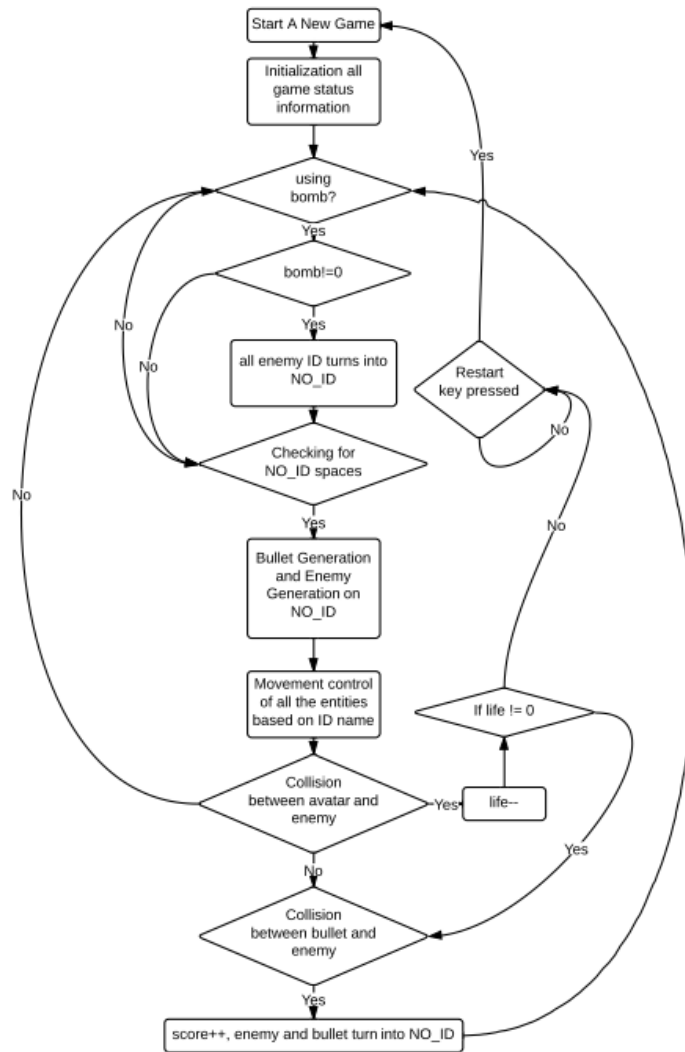 Start A New Game
Initialization all
game status
information
Yes
using
bomb?
Yes
bomb!=0
No
No
Yes
all enemy ID turns into
NO_ID
Restart
key pressed
No
Checking for
NO_ID spaces
No
Yes
No
Bullet Generation
and Enemy
Generation on
NO_ID
Movement control
of all the entities
based on ID name
If life != 0
Collision
between avatar and
enemy
Yes
life--
Yes
No
Collision
between bullet and
enemy
Yes
score++, enemy and bullet turn into NO_ID